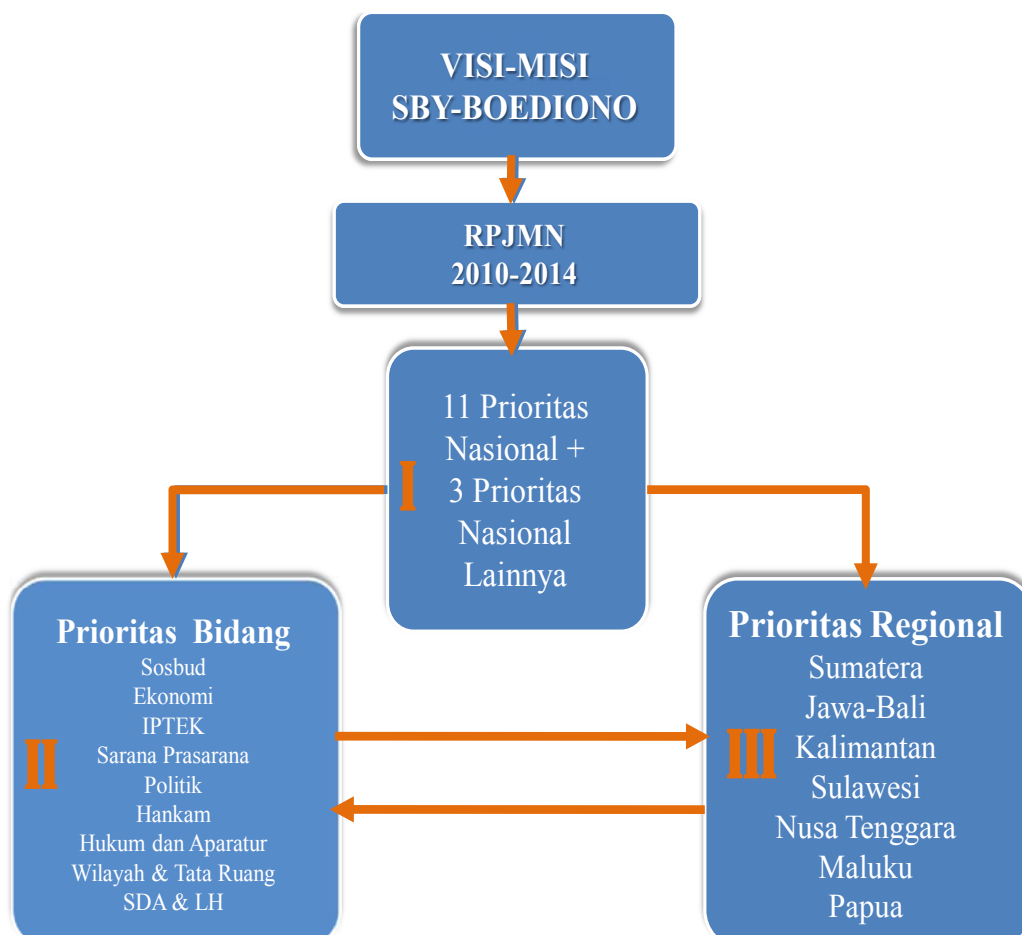 VISI-MISI
SBY-BOEDIONO
RPJMN
2010-2014
I
11 Prioritas
Nasional +
3 Prioritas
Nasional
Lainnya
II
Prioritas Bidang
Sosbud
Ekonomi
IPTEK
Sarana Prasarana
Politik
Hankam
Hukum dan Aparatur
Wilayah & Tata Ruang
SDA & LH
III
Prioritas Regional
Sumatera
Jawa-Bali
Kalimantan
Sulawesi
Nusa Tenggara
Maluku
Papua